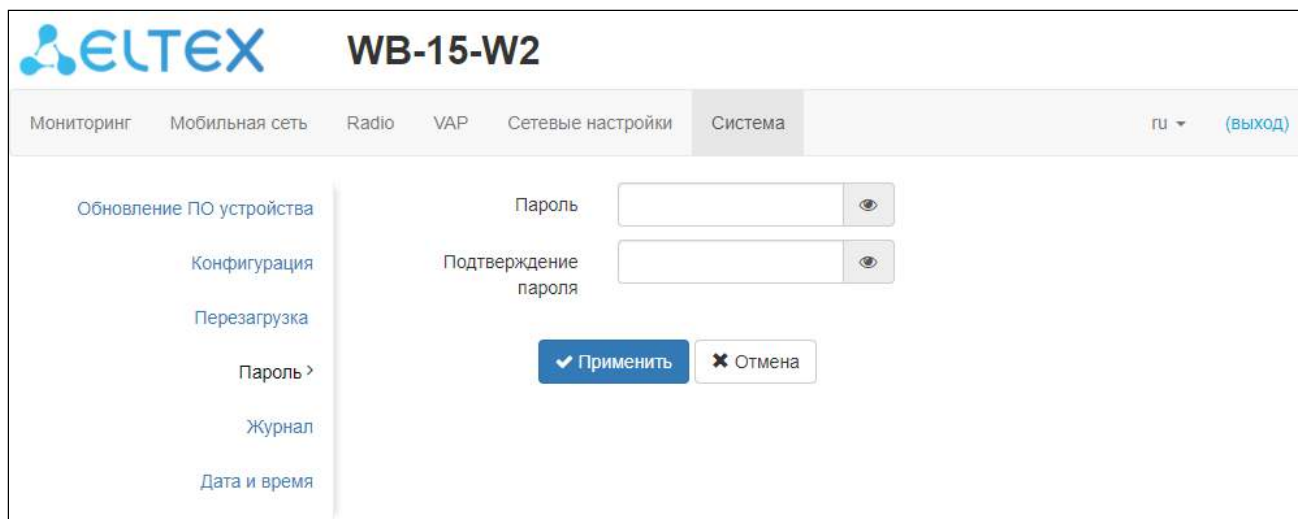 ELTEX WB-15-W2
Мониторинг Мобильная сеть Radio VAP Сетевые настройки Система ru (выход)
Обновление ПО устройства
Конфигурация
Перезагрузка
Пароль >
Журнал
Дата и время
Пароль
Подтверждение
пароля
Применить Отмена